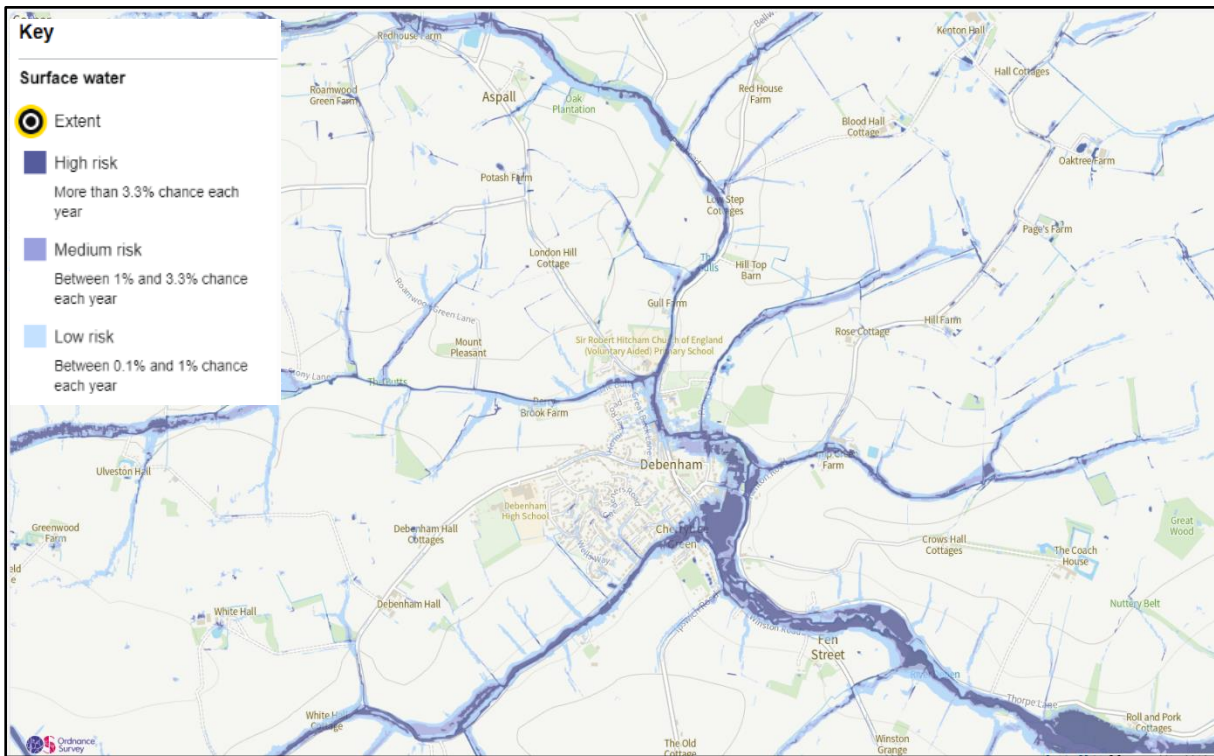 Key
Surface water
Extent
High risk
More than 3.3% chance each
year
Medium risk
Between 1% and 3.3% chance
each year
Low risk
Between 0.1% and 1% chance
each year
Redhouse Farm
Kenton Hall
Hall Cottages
Roamwood
Green Farm
Aspall
Oak
Plantation
Red House
Farm
Blood Hall
Cottage
Oaktree Farm
Potash Farm
Cottages
Page's Farm
London Hill
Cottage
Hill Top
Barn
Green Lane
Gull Farm
Rose Cottage
Hill Farm
Mount
Pleasant
Sir Robert Hitcham Church of England
(Voluntary Aided) Primary School
Brook Farm
Ulveston Hall
Debenham
Farm
Debenham
High School
Greenwood
Farm
Debenham Hall
Cottages
Great
Wood
Crows Hall
Cottages
The Coach
House
Debenham Hall
White Hall
Nuttery Belt
Fen
Street
Thorpe Lane
White Hall
Cottage
Roll and Pork
Cottages
The Old
Cottage
Winston
Grange
Ordnance
Survey